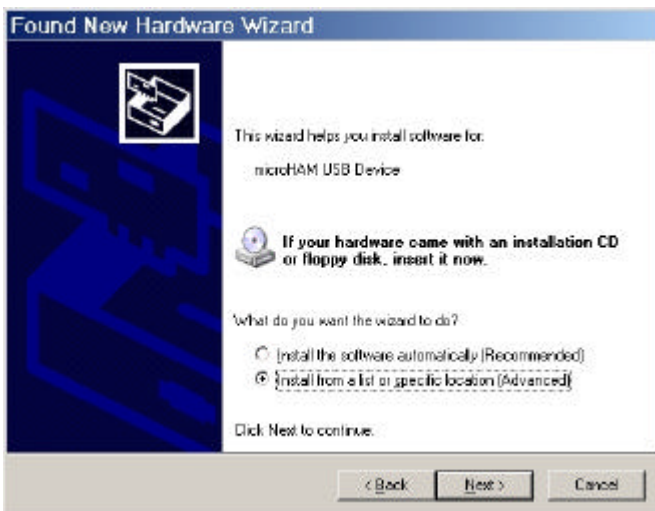 Found New Hardware Wizard
This wizard helps you install software for:
microHAM USB Device
If your hardware came with an installation CD
or floppy disk, insert it now.
What do you want the wizard to do?
Install the software automatically (Recommended)
Install from a list or specific location (Advanced)
Click Next to continue.
< Back
Next >
Cancel